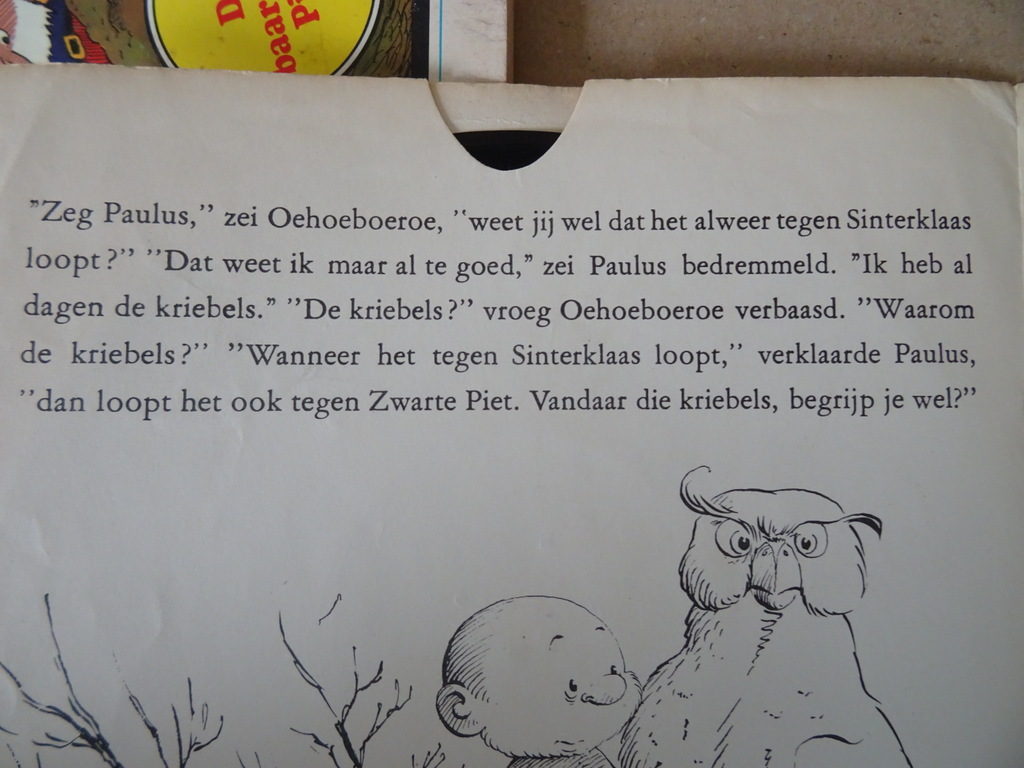 "Zeg Paulus,” zei Oehoeboeroe, ‘‘weet jij wel dat het alweer tegen Sinterklaas
loopt?” ”Dat weet ik maar al te goed,” zei Paulus bedremmeld. ”Ik heb al
dagen de kriebels.” ”De kriebels?” vroeg Oehoeboeroe verbaasd. ”Waarom
de kriebels?” ”Wanneer het tegen Sinterklaas loopt,” verklaarde Paulus,
”dan loopt het ook tegen Zwarte Piet. Vandaar die kriebels, begrijp je wel?”